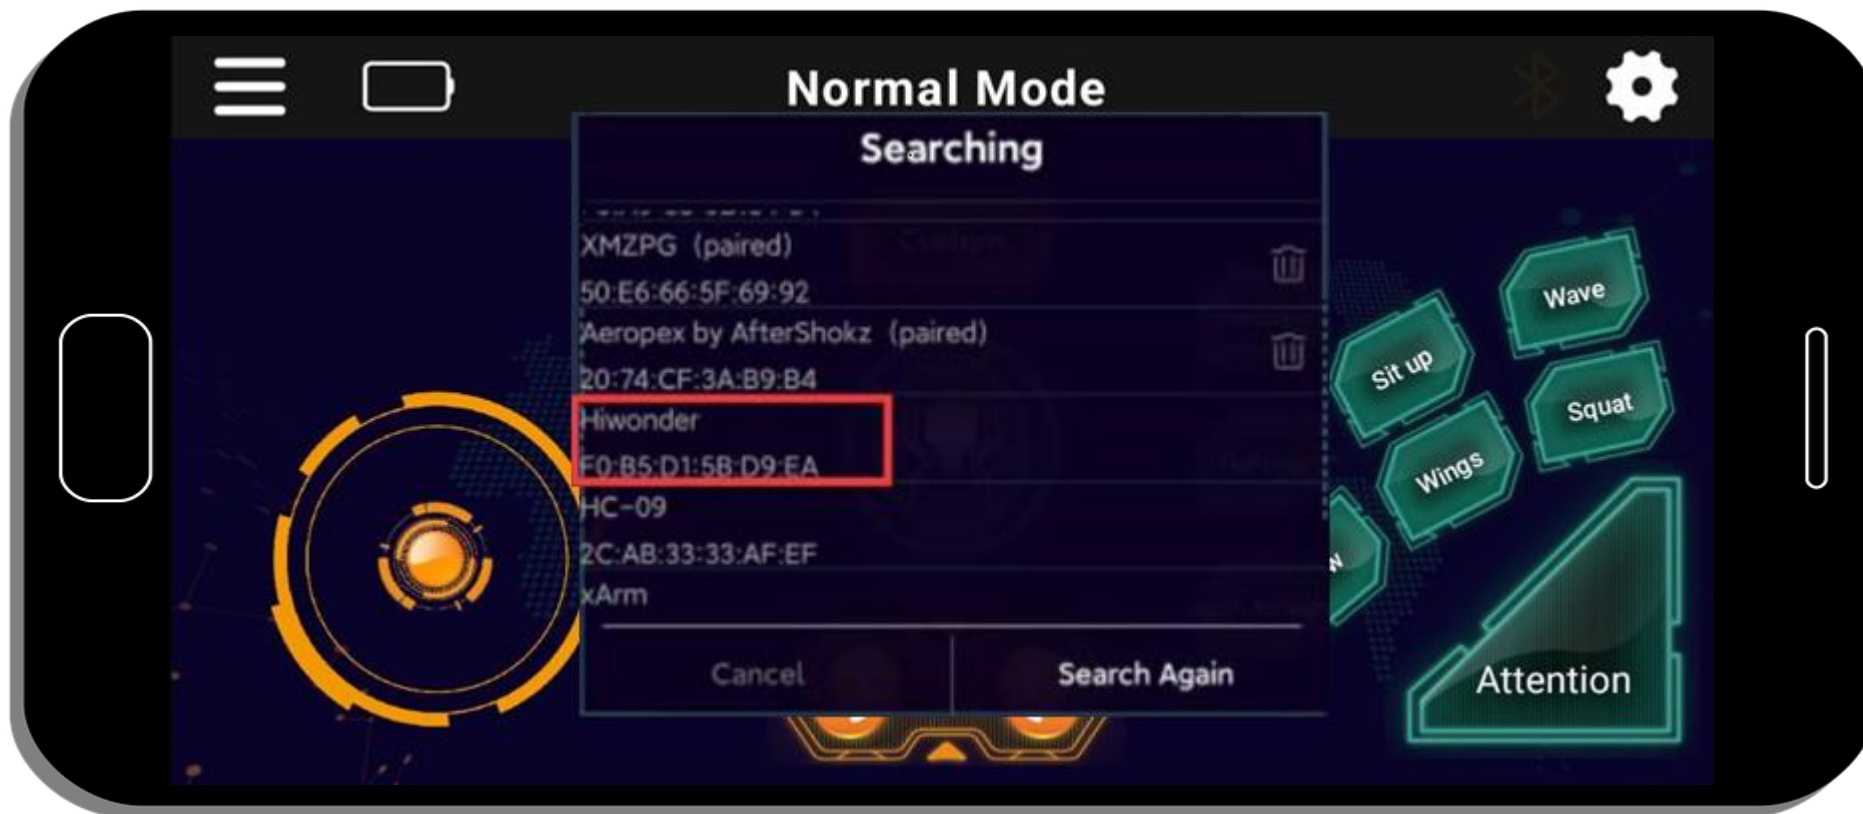 Normal Mode
Searching
XMZPG (paired)
50:E6:66:5F:69:92
Aeropex by AfterShokz (paired)
20:74:CF:3A:B9:B4
Hiwonder
F0:B5:D1:5B:D9:EA
HC-09
2C:AB:33:33:AF:EF
xArm
Cancel
Search Again
Custom
Wave
Sit up
Squat
Wings
Attention